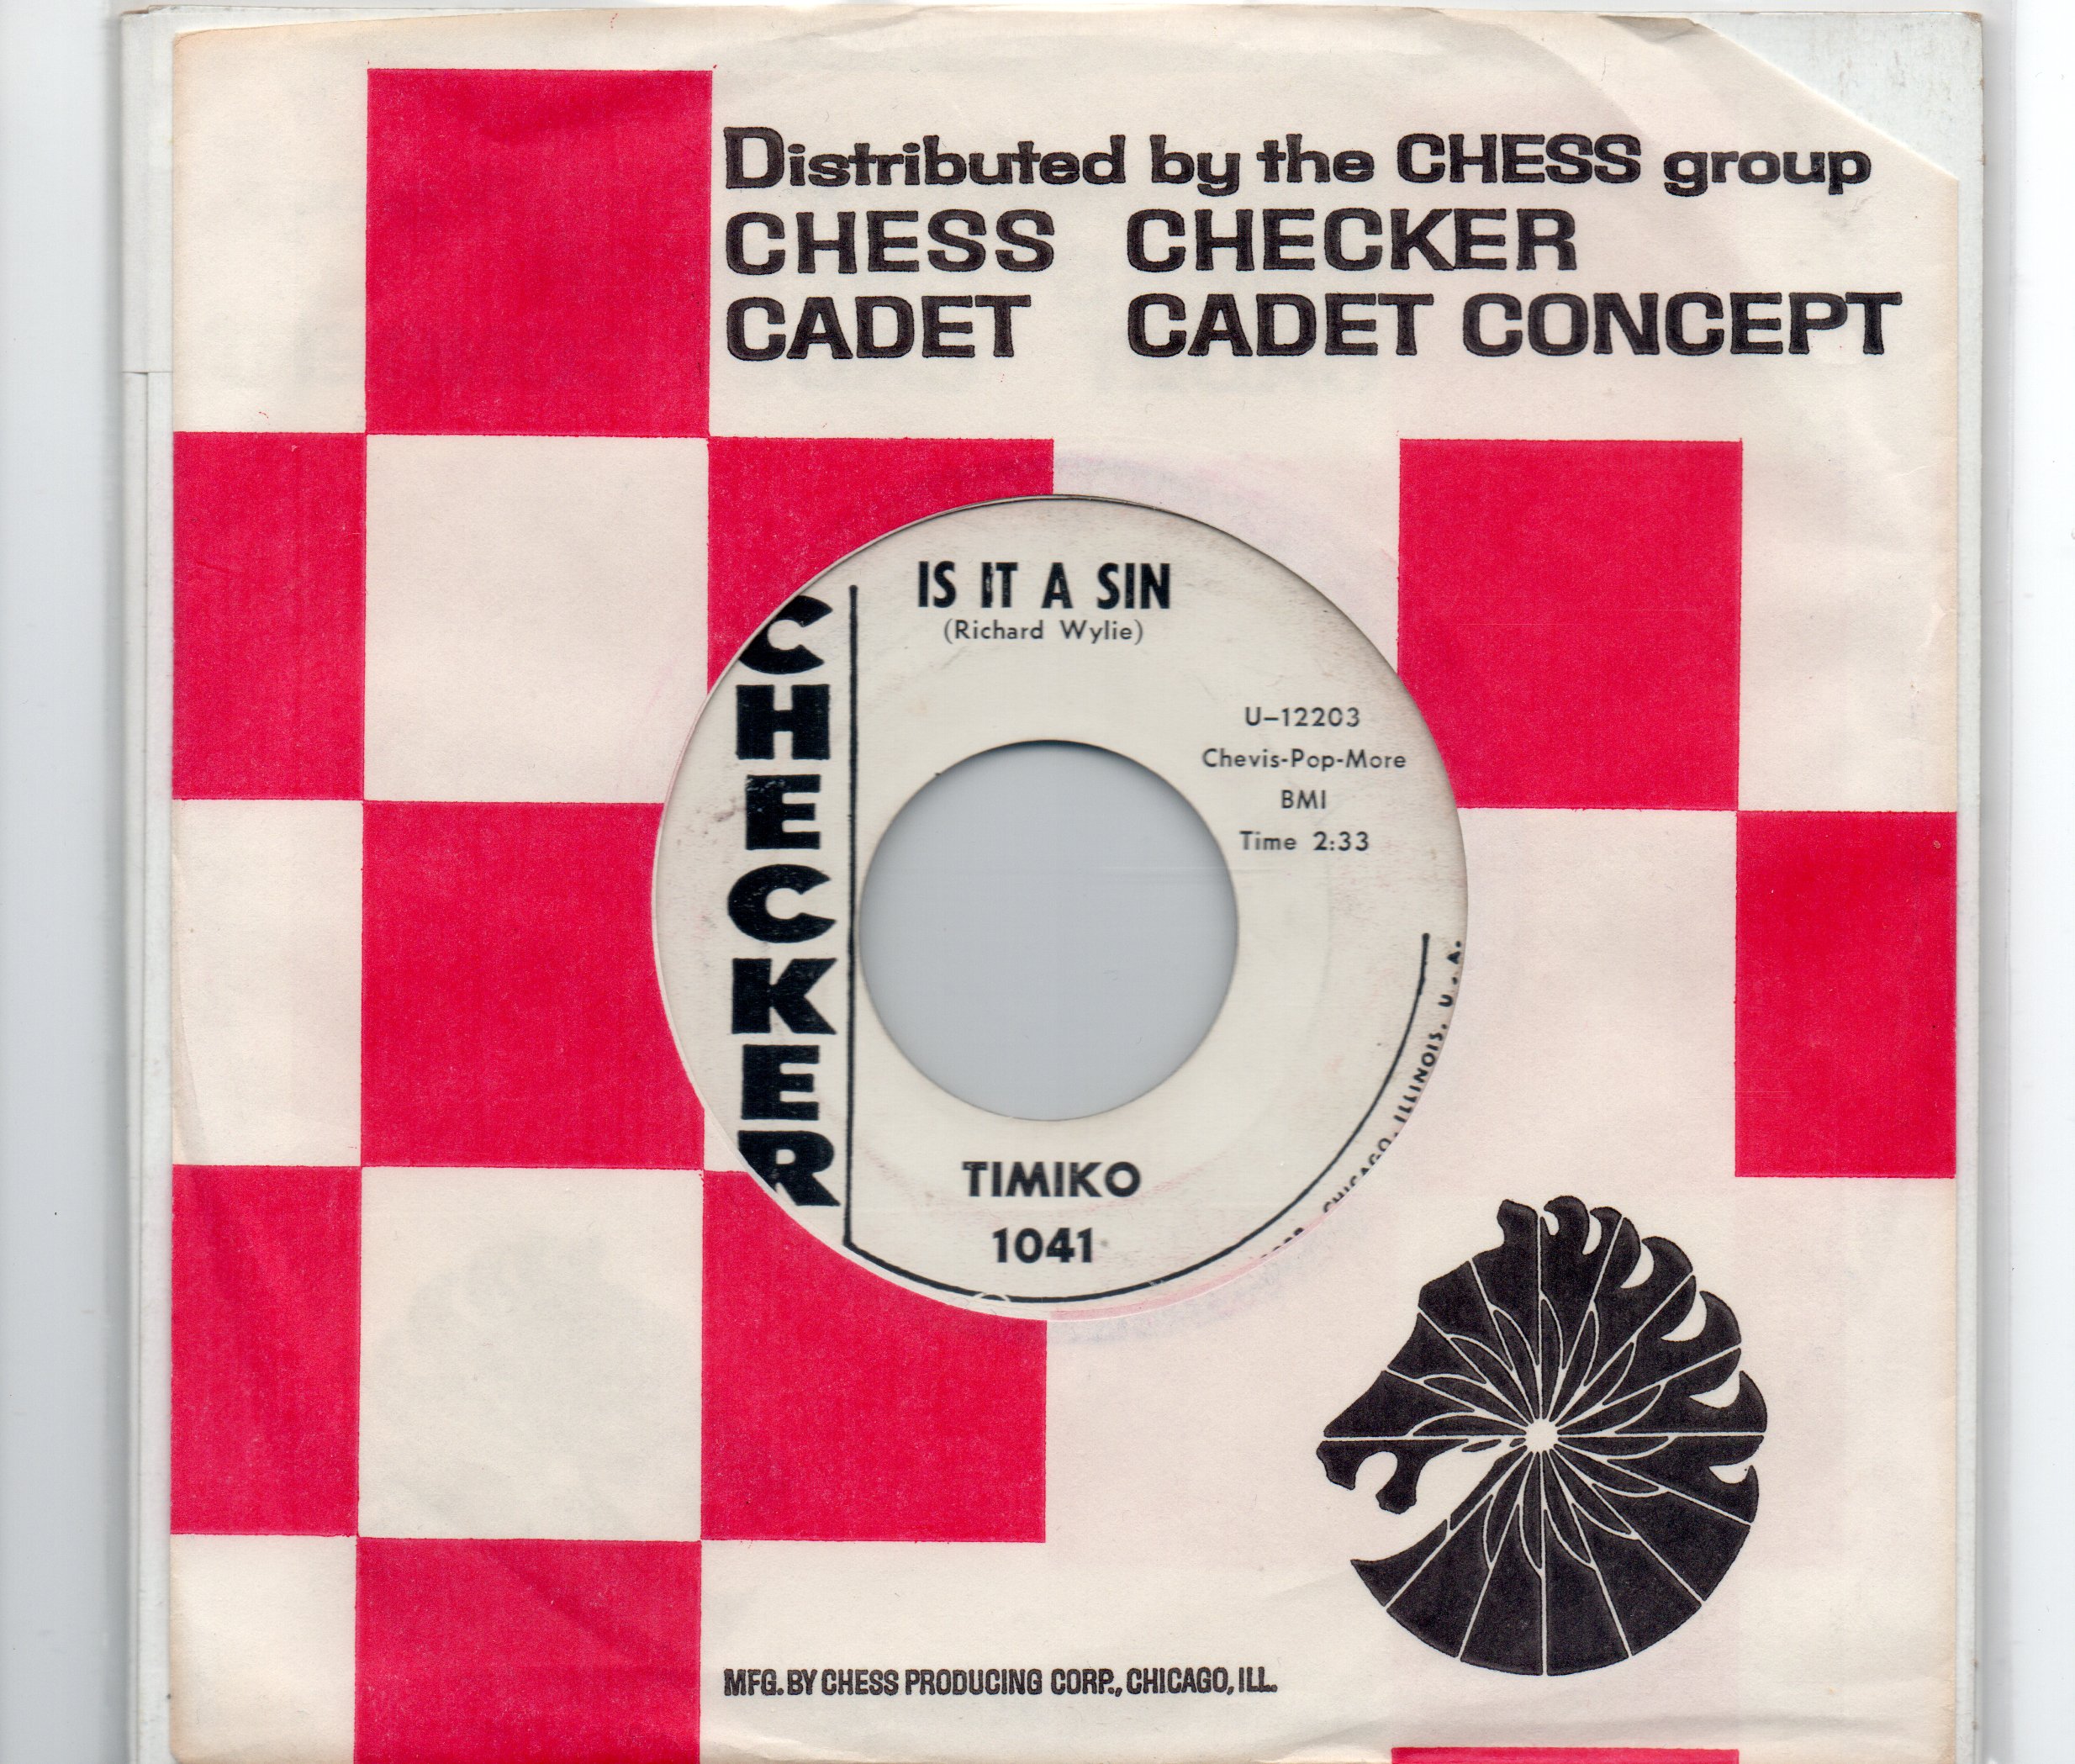 Distributed by the CHESS group
CHESS CHECKER
CADET CADET CONCEPT
CHECKER
IS IT A SIN
(Richard Wylie)
U-12203
Chevis-Pop-More
BMI
Time 2:33
TIMIKO
1041
CHICAGO, ILLINOIS, U.S.A.
MFG. BY CHESS PRODUCING CORP., CHICAGO, ILL.